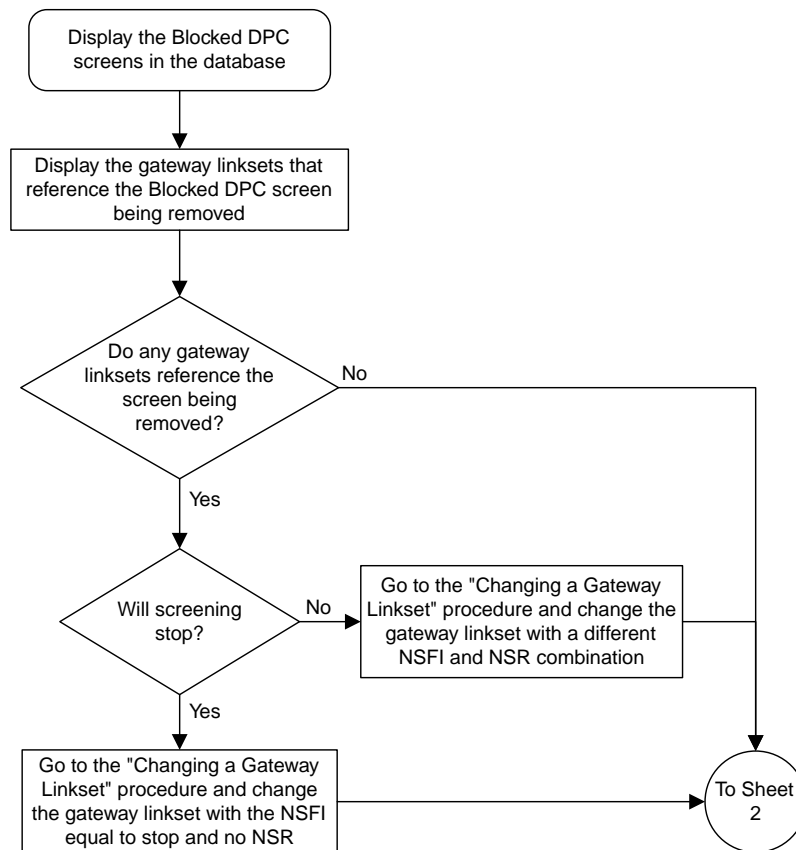 Display the Blocked DPC
screens in the database
Display the gateway linksets that
reference the Blocked DPC screen
being removed
Do any gateway
linksets reference the
screen being
removed?
No
Yes
Will screening
stop?
No
Go to the "Changing a Gateway
Linkset" procedure and change the
gateway linkset with a different
NSFI and NSR combination
Yes
Go to the "Changing a Gateway
Linkset" procedure and change
the gateway linkset with the NSFI
equal to stop and no NSR
To Sheet
2